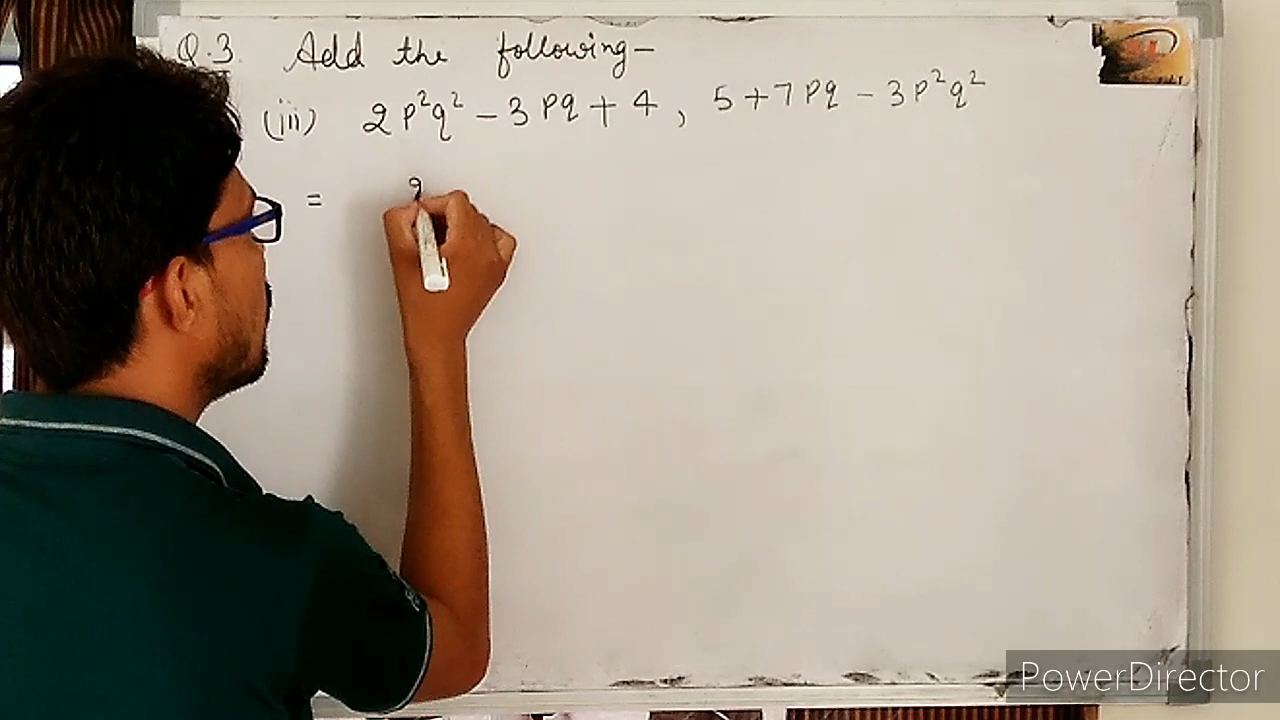 Q.3. Add the following—
(iii) 2p²q² − 3pq + 4 , 5 + 7pq − 3p²q²
=
PowerDirector